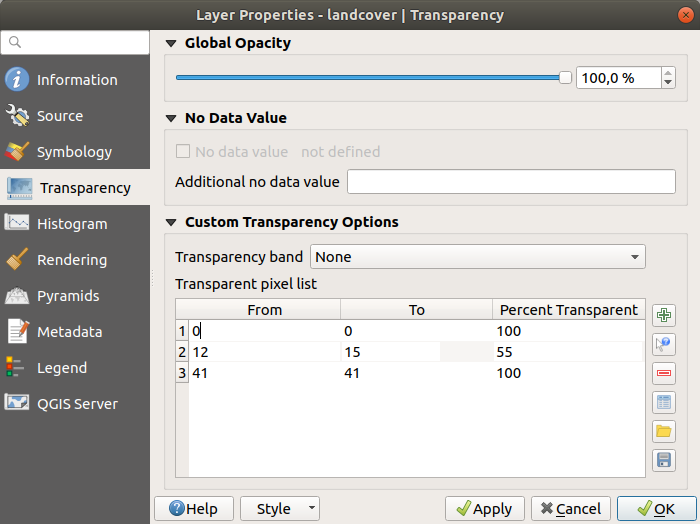 Layer Properties - landcover | Transparency
Information
Source
Symbology
Transparency
Histogram
Rendering
Pyramids
Metadata
Legend
QGIS Server
Global Opacity
100,0 %
No Data Value
No data value not defined
Additional no data value
Custom Transparency Options
Transparency band None
Transparent pixel list
From To Percent Transparent
1 0 0 100
2 12 15 55
3 41 41 100
Help Style Apply Cancel OK